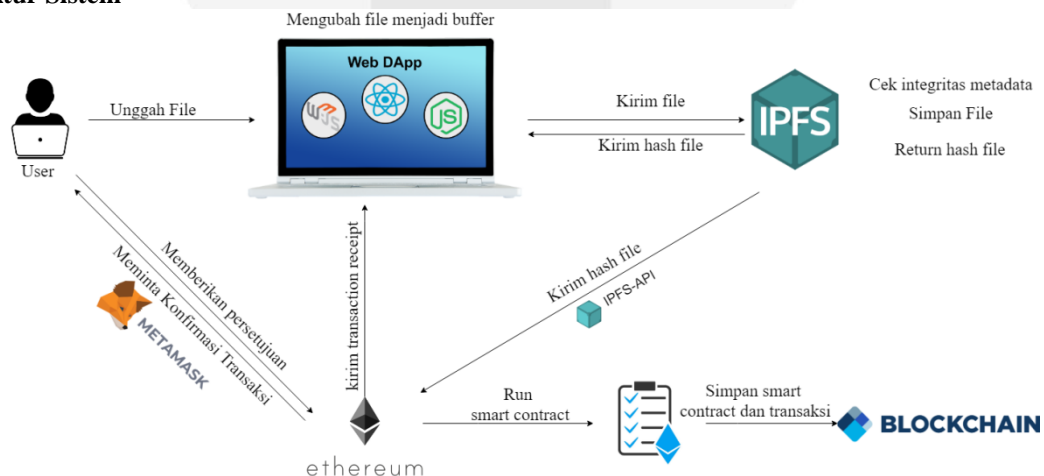 Sistem
Mengubah file menjadi buffer
Web DApp
JS
Unggah File
User
Kirim file
Kirim hash file
IPFS
Cek integritas metadata
Simpan File
Return hash file
Memberikan persetujuan
Meminta Konfirmasi Transaksi
METAMASK
kirim transaction receipt
Kirim hash file
IPFS-API
ethereum
Run
smart contract
Simpan smart
contract dan transaksi
BLOCKCHAIN